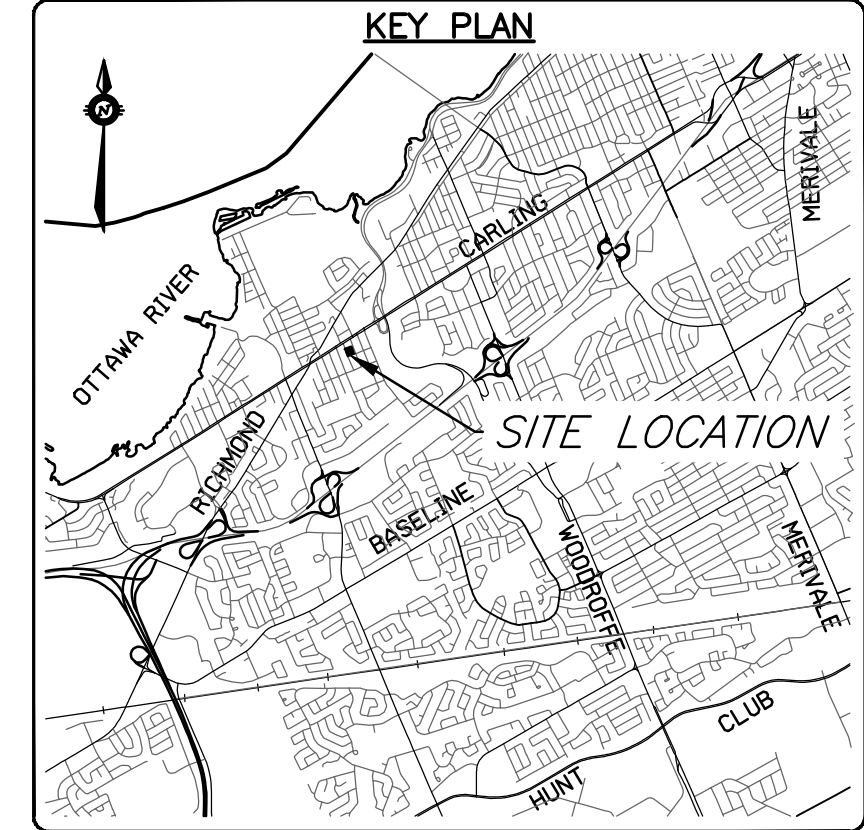 KEY PLAN
N
MERIVALE
CARLING
OTTAWA RIVER
SITE LOCATION
RICHMOND
BASELINE
WOODROFFE
MERIVALE
CLUB
HUNT